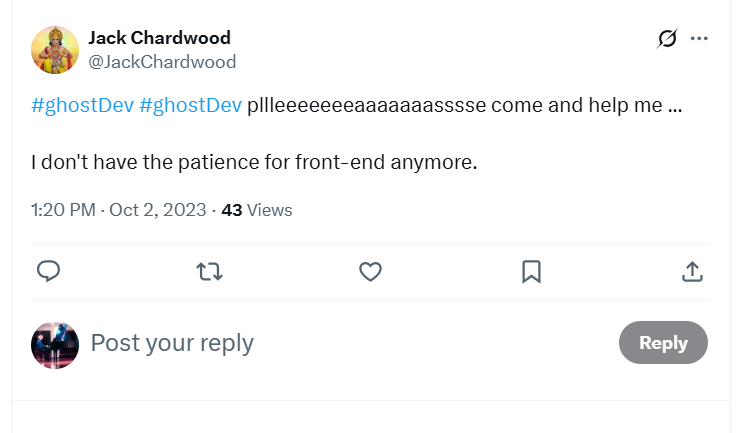 Jack Chardwood
@JackChardwood
#ghostDev #ghostDev pllleeeeeeeaaaaaaasssse come and help me ...
I don't have the patience for front-end anymore.
1:20 PM · Oct 2, 2023 · 43 Views
Post your reply
Reply